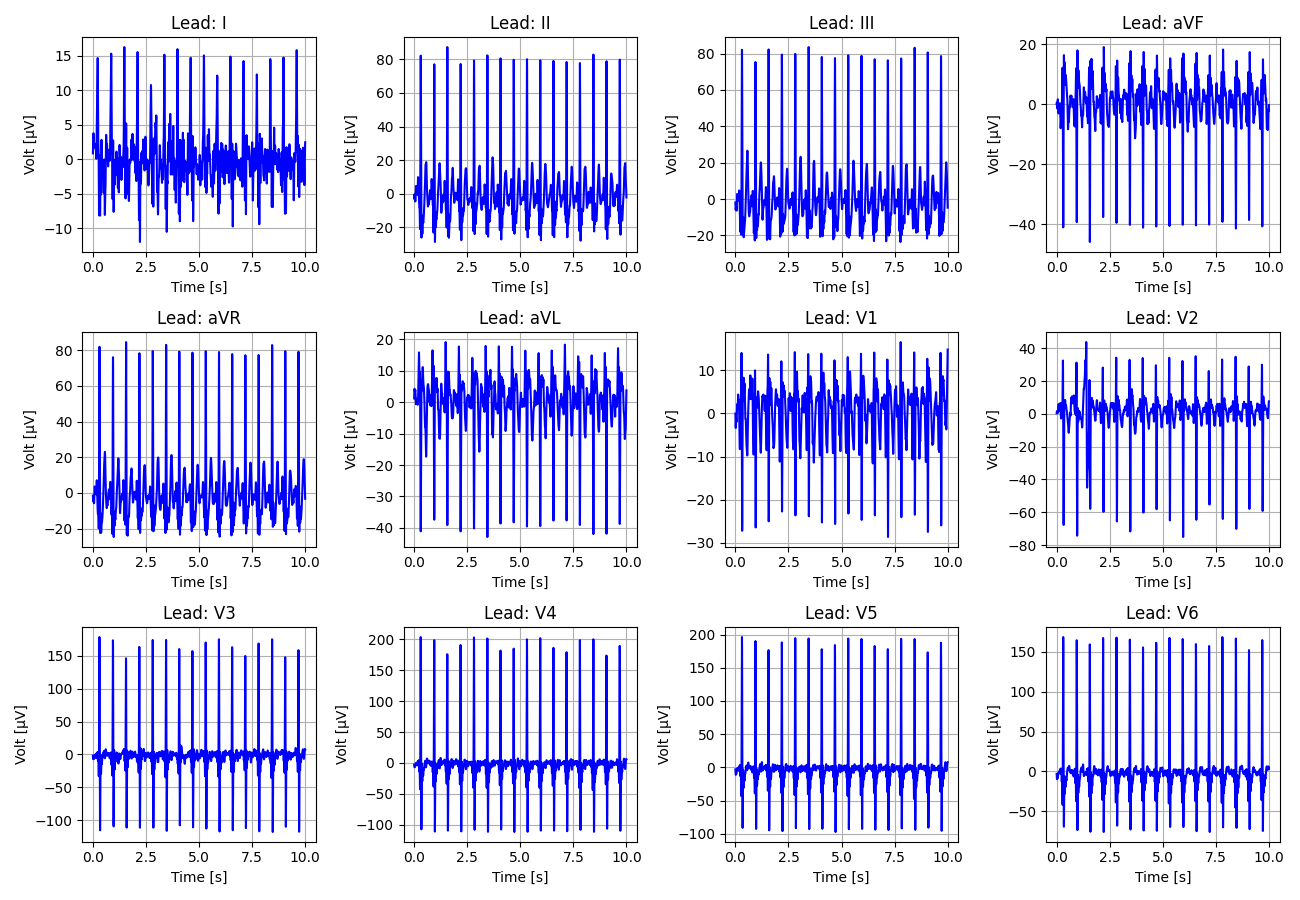 Lead: I
Lead: II
Lead: III
Lead: aVF
Volt [µV]
15
10
5
0
−5
−10
0.0 2.5 5.0 7.5 10.0
Time [s]
Volt [µV]
80
60
40
20
0
−20
0.0 2.5 5.0 7.5 10.0
Time [s]
Volt [µV]
80
60
40
20
0
−20
0.0 2.5 5.0 7.5 10.0
Time [s]
Volt [µV]
20
0
−20
−40
0.0 2.5 5.0 7.5 10.0
Time [s]
Lead: aVR
Lead: aVL
Lead: V1
Lead: V2
Volt [µV]
80
60
40
20
0
−20
0.0 2.5 5.0 7.5 10.0
Time [s]
Volt [µV]
20
10
0
−10
−20
−30
−40
0.0 2.5 5.0 7.5 10.0
Time [s]
Volt [µV]
10
0
−10
−20
−30
0.0 2.5 5.0 7.5 10.0
Time [s]
Volt [µV]
40
20
0
−20
−40
−60
−80
0.0 2.5 5.0 7.5 10.0
Time [s]
Lead: V3
Lead: V4
Lead: V5
Lead: V6
Volt [µV]
150
100
50
0
−50
−100
0.0 2.5 5.0 7.5 10.0
Time [s]
Volt [µV]
200
150
100
50
0
−50
−100
0.0 2.5 5.0 7.5 10.0
Time [s]
Volt [µV]
200
150
100
50
0
−50
−100
0.0 2.5 5.0 7.5 10.0
Time [s]
Volt [µV]
150
100
50
0
−50
0.0 2.5 5.0 7.5 10.0
Time [s]